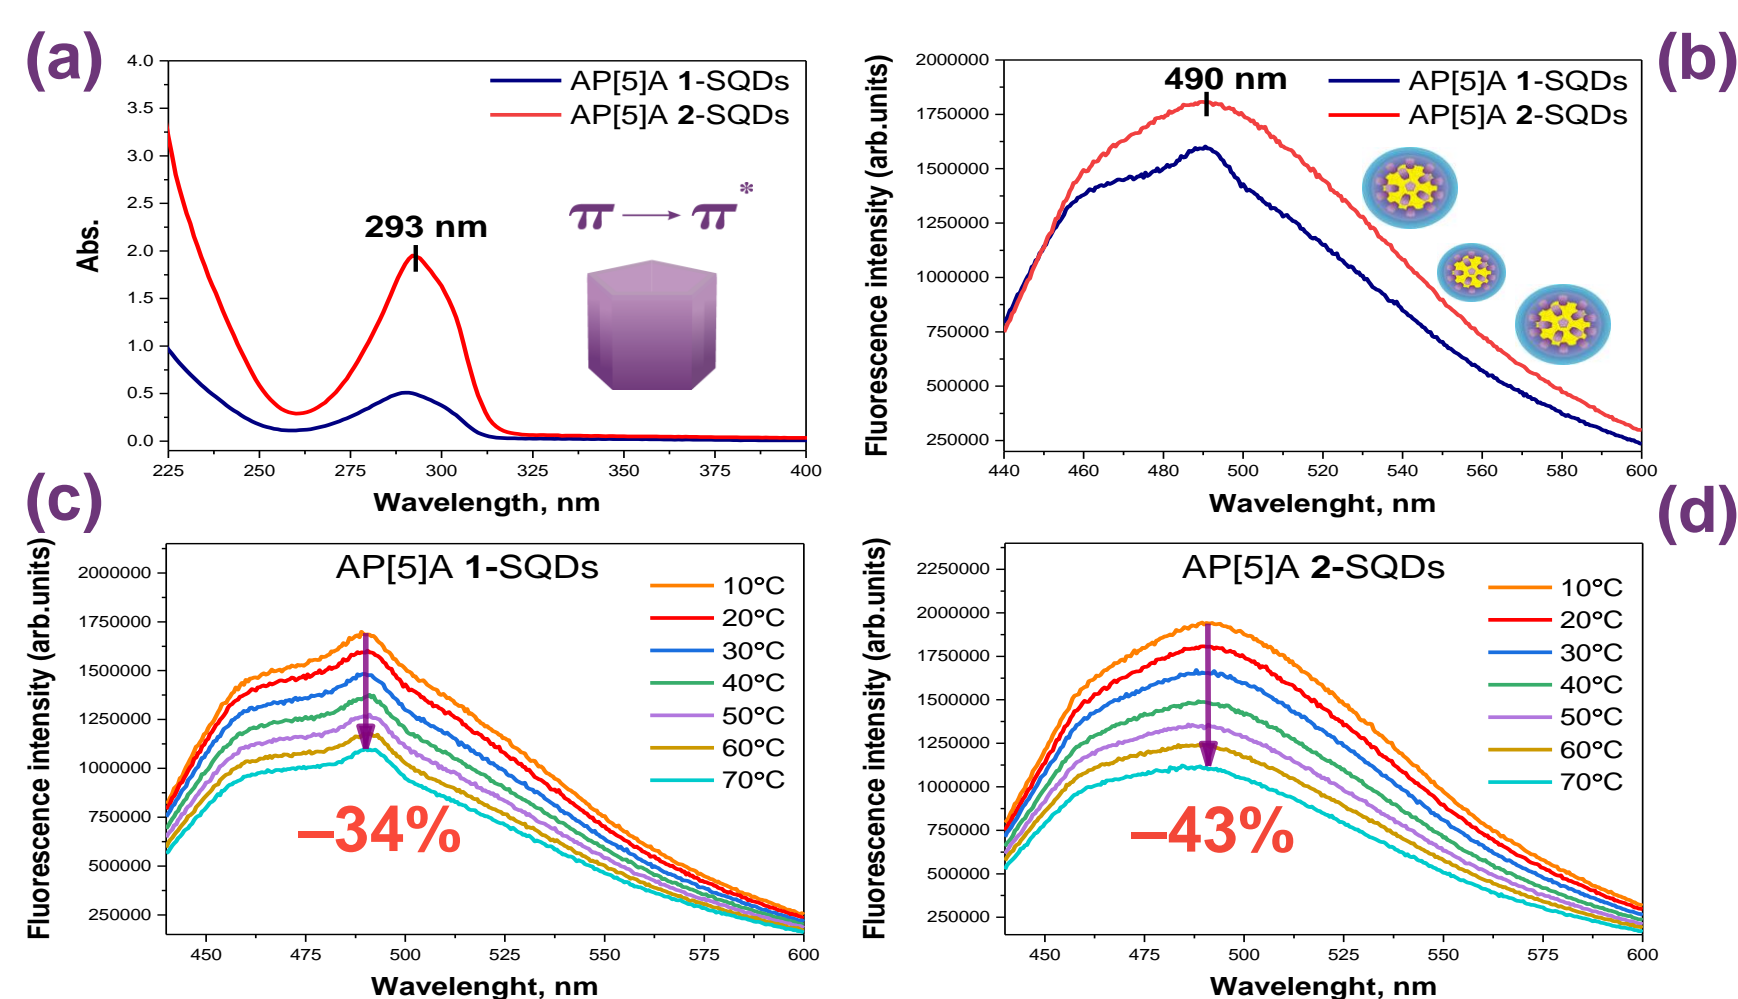 (a)
4.0
3.5
3.0
2.5
2.0
1.5
1.0
0.5
0.0
Abs.
AP[5]A 1-SQDs
AP[5]A 2-SQDs
293 nm
π → π*
225 250 275 300 325 350 375 400
Wavelength, nm
(b)
2000000
1750000
1500000
1250000
1000000
750000
500000
250000
Fluorescence intensity (arb.units)
490 nm
AP[5]A 1-SQDs
AP[5]A 2-SQDs
440 460 480 500 520 540 560 580 600
Wavelenght, nm
(c)
Fluorescence intensity (arb.units)
2000000
1750000
1500000
1250000
1000000
750000
500000
250000
AP[5]A 1-SQDs
10°C
20°C
30°C
40°C
50°C
60°C
70°C
–34%
450 475 500 525 550 575 600
Wavelenght, nm
(d)
Fluorescence intensity (arb.units)
2250000
2000000
1750000
1500000
1250000
1000000
750000
500000
250000
AP[5]A 2-SQDs
10°C
20°C
30°C
40°C
50°C
60°C
70°C
–43%
450 475 500 525 550 575 600
Wavelenght, nm